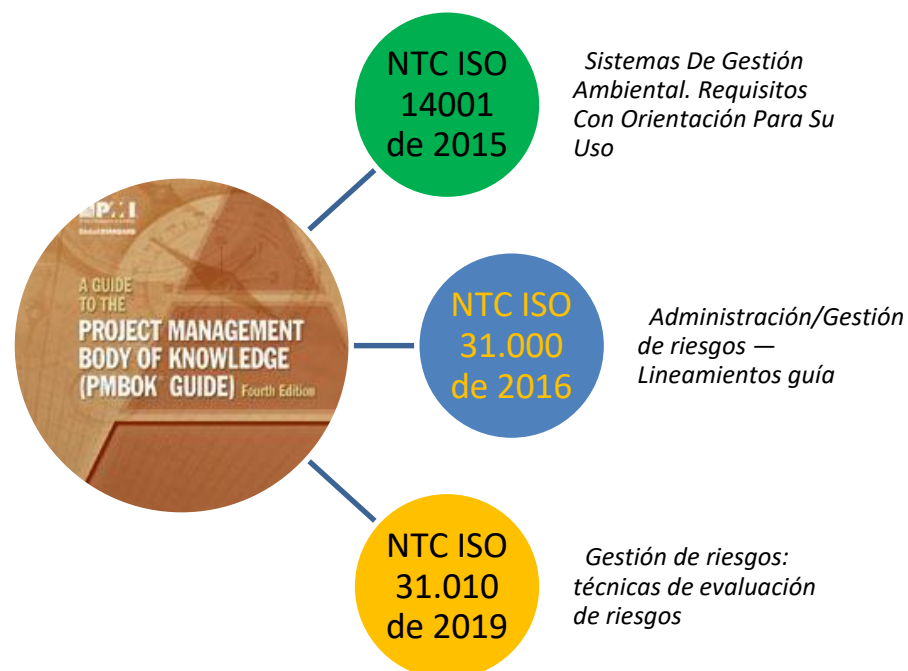 NTC ISO
14001
de 2015
Sistemas De Gestión
Ambiental. Requisitos
Con Orientación Para Su
Uso
PMI
A GUIDE
TO THE
PROJECT MANAGEMENT
BODY OF KNOWLEDGE
(PMBOK GUIDE) Fourth Edition
NTC ISO
31.000
de 2016
Administración/Gestión
de riesgos —
Lineamientos guía
NTC ISO
31.010
de 2019
Gestión de riesgos:
técnicas de evaluación
de riesgos